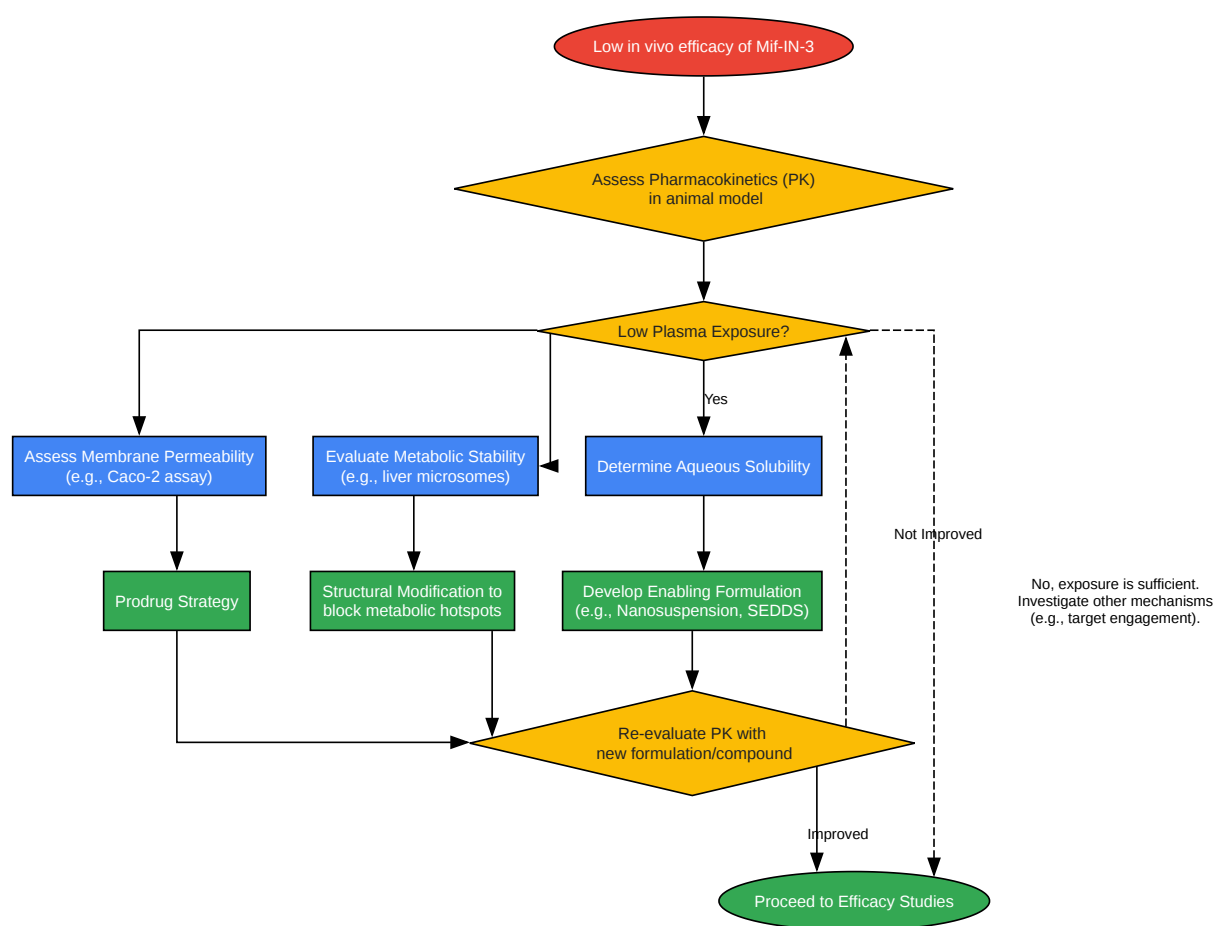 Low in vivo efficacy of Mif-IN-3
Assess Pharmacokinetics (PK)
in animal model
Low Plasma Exposure?
Yes
Assess Membrane Permeability
(e.g., Caco-2 assay)
Evaluate Metabolic Stability
(e.g., liver microsomes)
Determine Aqueous Solubility
Not Improved
Prodrug Strategy
Structural Modification to
block metabolic hotspots
Develop Enabling Formulation
(e.g., Nanosuspension, SEDDS)
No, exposure is sufficient.
Investigate other mechanisms
(e.g., target engagement).
Re-evaluate PK with
new formulation/compound
Improved
Proceed to Efficacy Studies